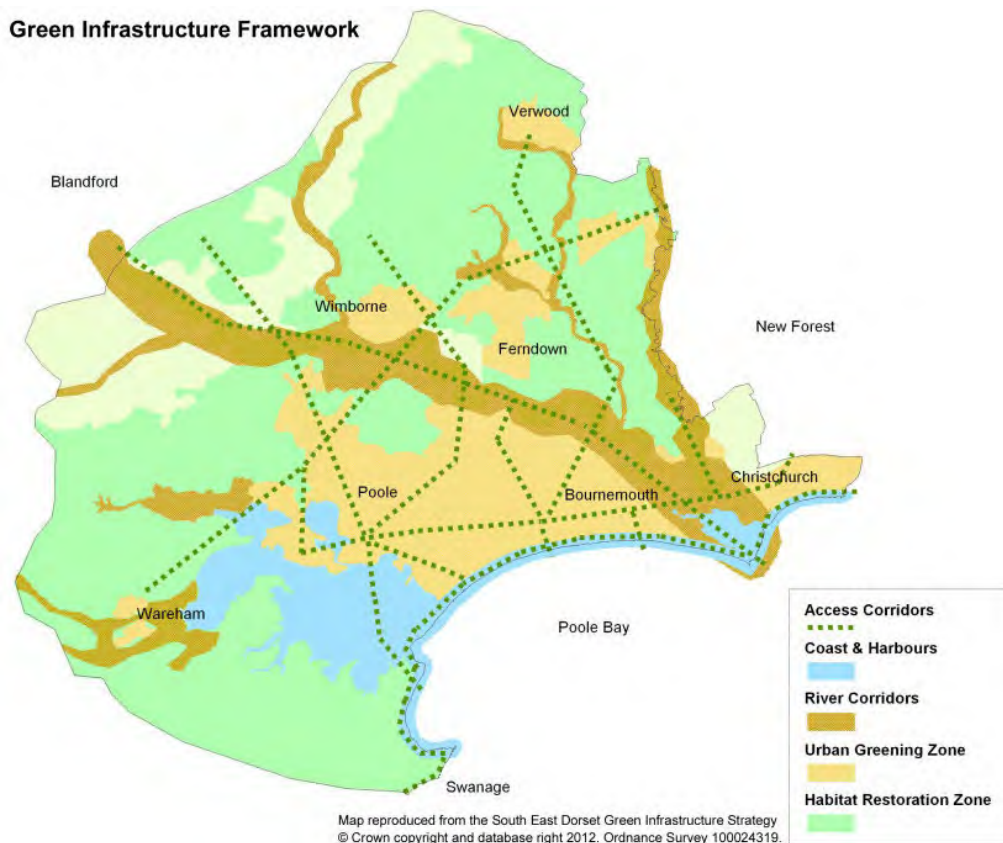 Green Infrastructure Framework
Verwood
Blandford
Wimborne
New Forest
Ferndown
Christchurch
Poole
Bournemouth
Wareham
Poole Bay
Swanage
Access Corridors
Coast & Harbours
River Corridors
Urban Greening Zone
Habitat Restoration Zone
Map reproduced from the South East Dorset Green Infrastructure Strategy
© Crown copyright and database right 2012. Ordnance Survey 100024319.